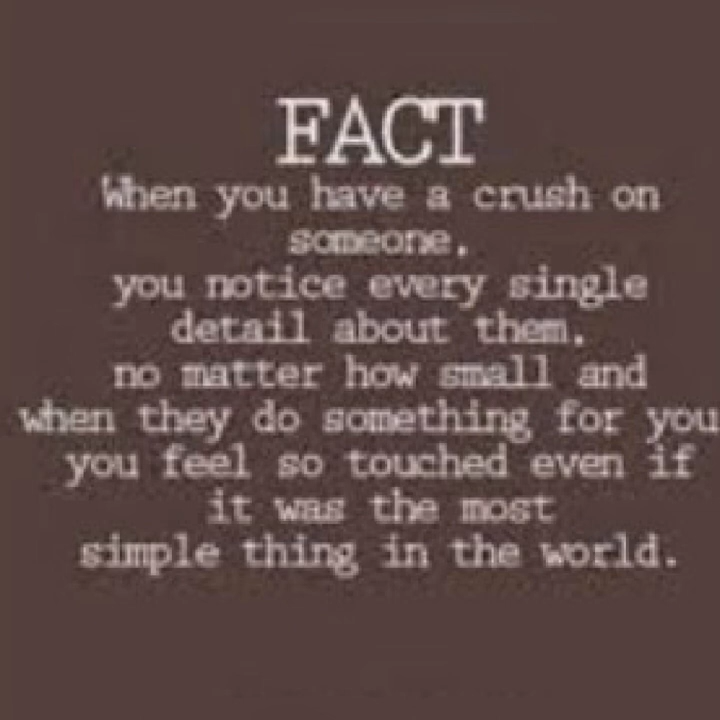 FACT
When you have a crush on
someone,
you notice every single
detail about them,
no matter how small and
when they do something for you
you feel so touched even if
it was the most
simple thing in the world.